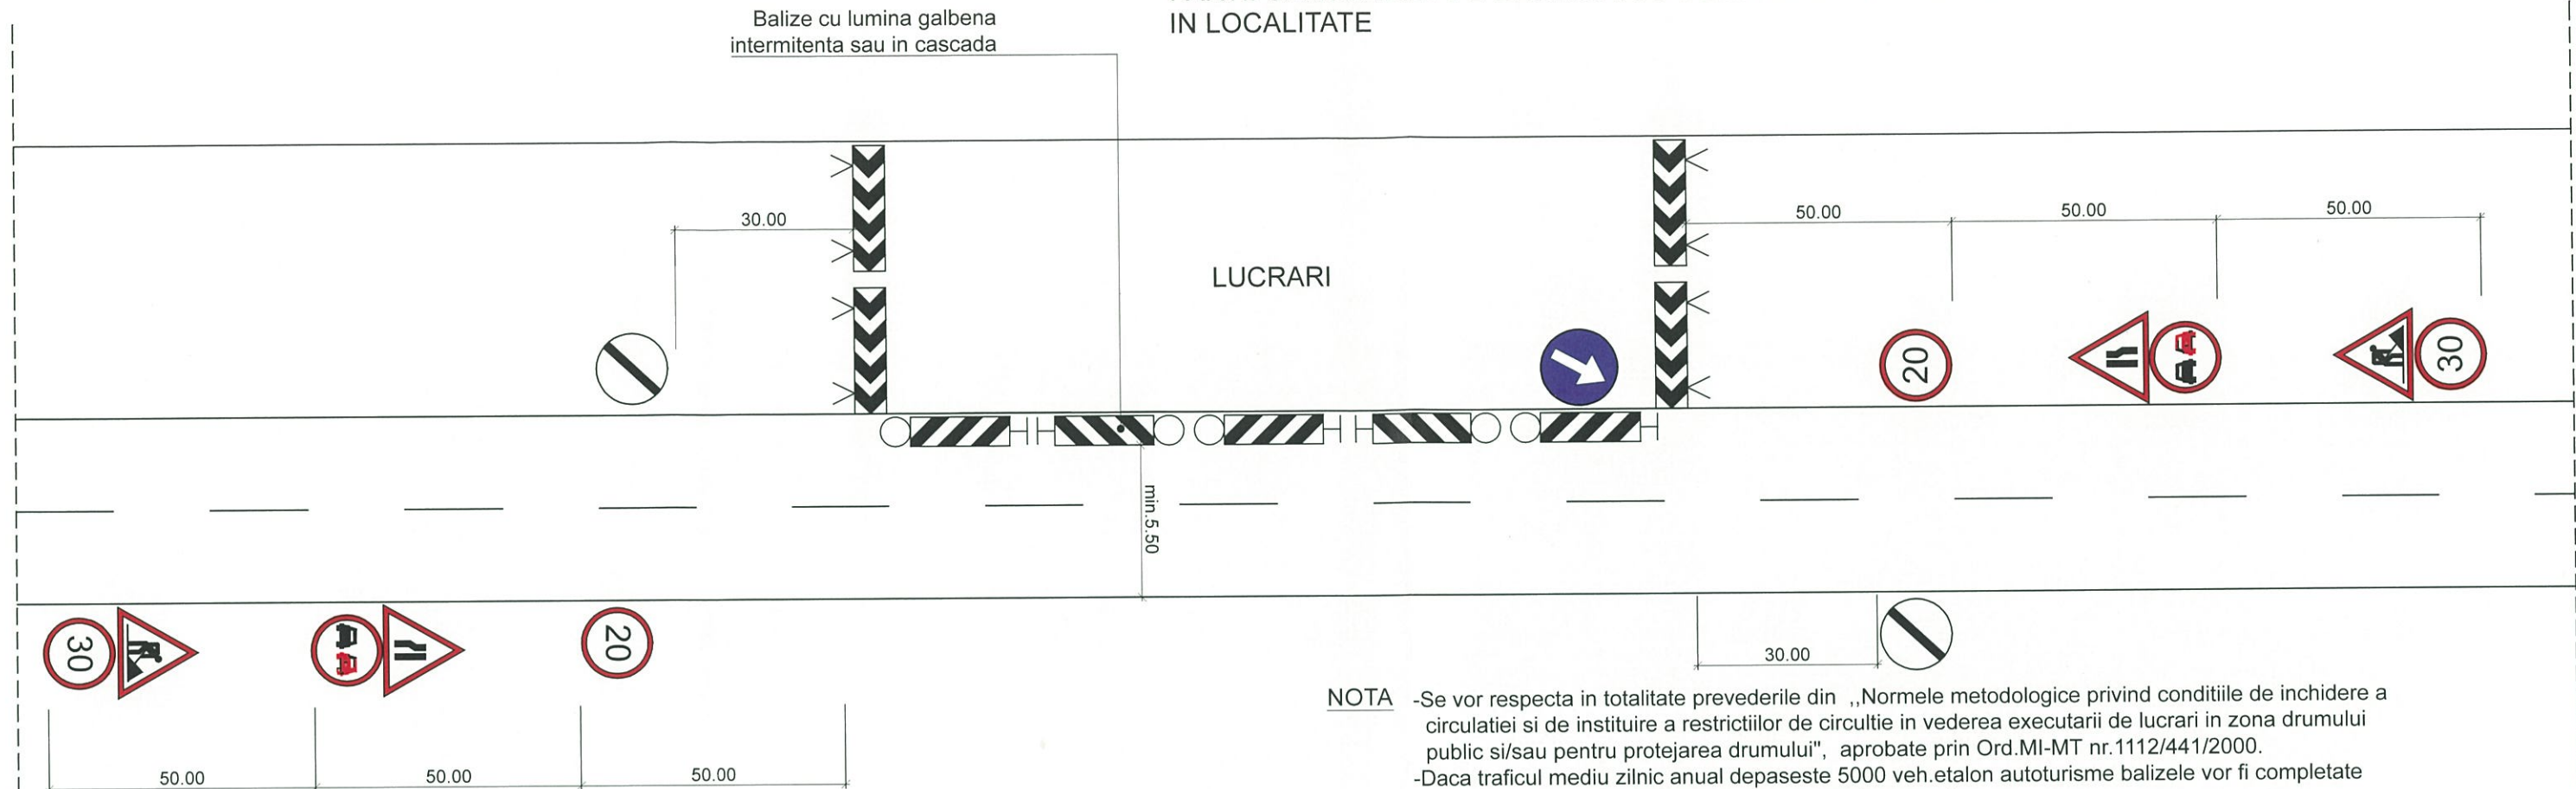 Balize cu lumina galbena
intermitenta sau in cascada
IN LOCALITATE
30.00
50.00
50.00
50.00
LUCRARI
20
30
min.5.50
30
20
30.00
50.00
50.00
50.00
NOTA -Se vor respecta in totalitate prevederile din ,,Normele metodologice privind conditiile de inchidere a
circulatiei si de instituire a restrictiilor de circultie in vederea executarii de lucrari in zona drumului
public si/sau pentru protejarea drumului", aprobate prin Ord.MI-MT nr.1112/441/2000.
-Daca traficul mediu zilnic anual depaseste 5000 veh.etalon autoturisme balizele vor fi completate